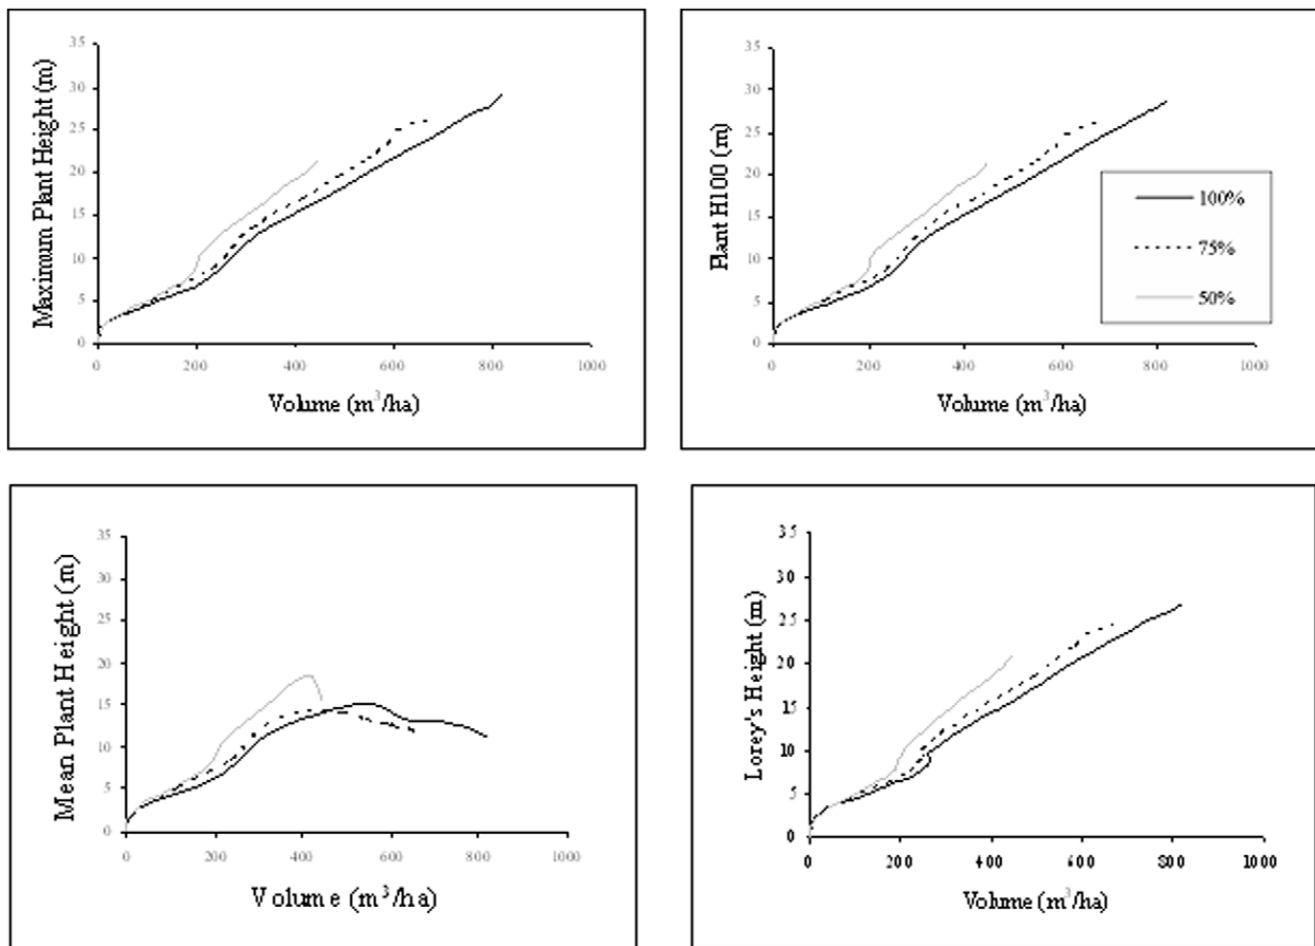 Maximum Plant Height (m)
35
30
25
20
15
10
5
0
0 200 400 600 800 1000
Volume (m³/ha)
Plant H100 (m)
35
30
25
20
15
10
5
0
0 200 400 600 800 1000
Volume (m³/ha)
100%
75%
50%
Mean Plant Height (m)
35
30
25
20
15
10
5
0
0 200 400 600 800 1000
Volume (m³/ha)
Lorey's Height (m)
35
30
25
20
15
10
5
0
0 200 400 600 800 1000
Volume (m³/ha)